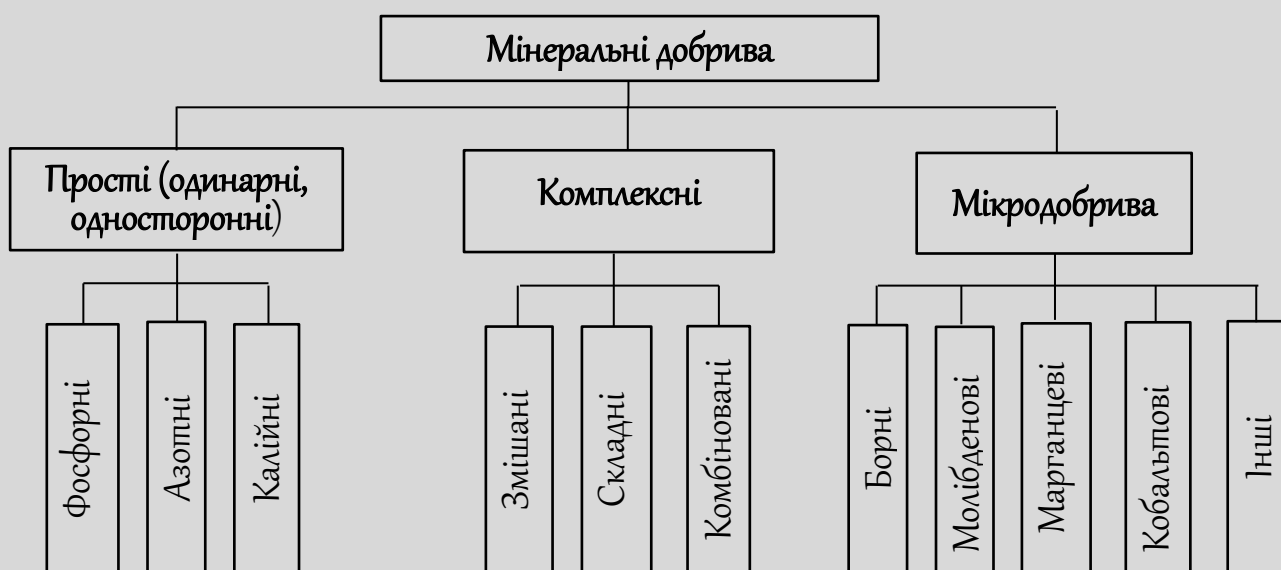 Мінеральні добрива
Прості (одинарні,
односторонні)
Комплексні
Мікродобрива
Фосфорні
Азотні
Калійні
Змішані
Складні
Комбіновані
Борні
Молібденові
Марганцеві
Кобальтові
Інші